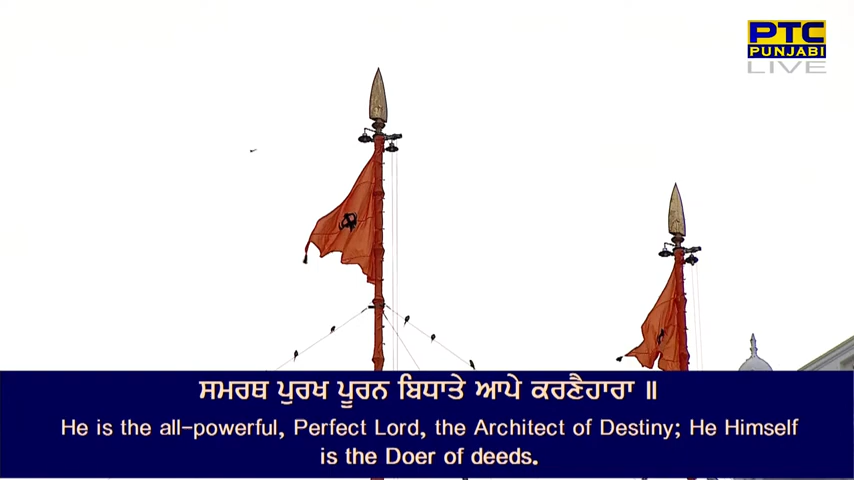 PTC
PUNJABI
LIVE
ਸਮਰਥ ਪੁਰਖ ਪੂਰਨ ਬਿਧਾਤੇ ਆਪੇ ਕਰਣੈਹਾਰਾ ॥
He is the all-powerful, Perfect Lord, the Architect of Destiny; He Himself
is the Doer of deeds.